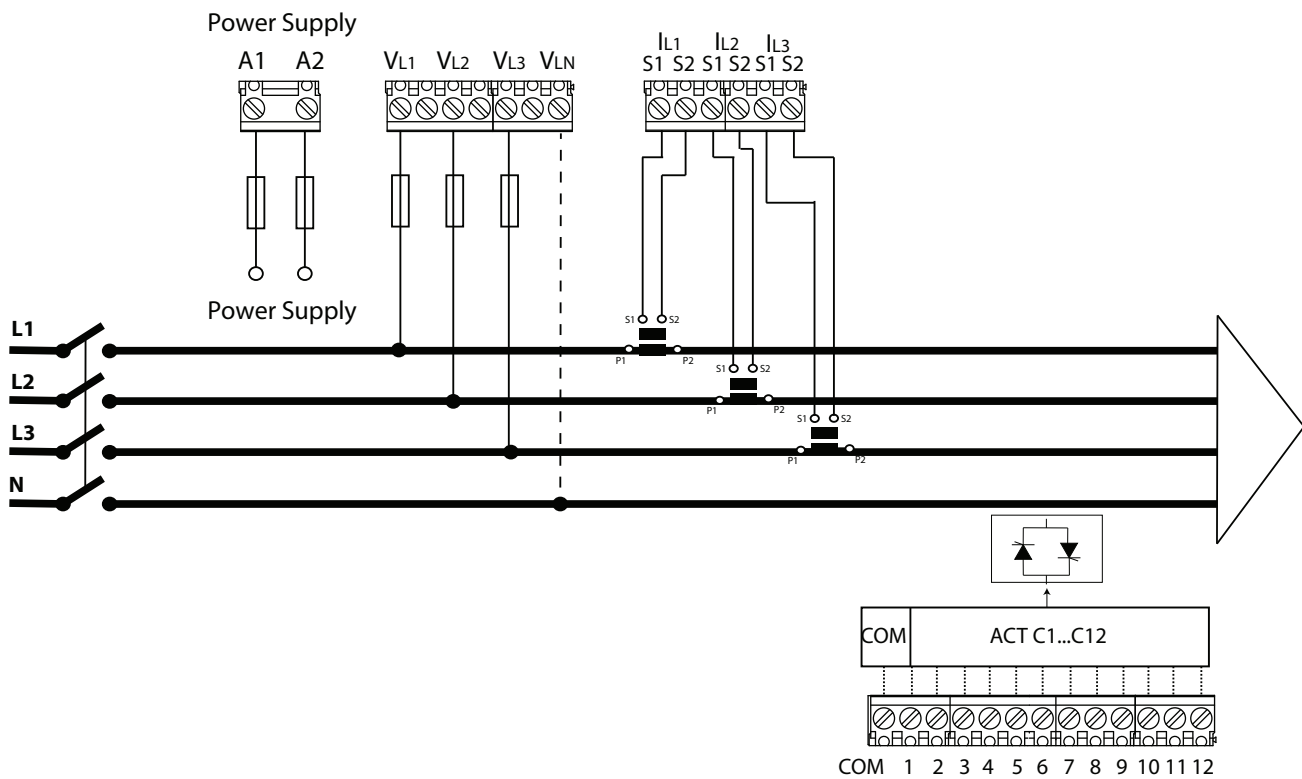 Power Supply
A1 A2
VL1 VL2 VL3 VLN
IL1 IL2 IL3
S1 S2 S1 S2 S1 S2
Power Supply
L1
S1 S2
P1 P2
L2
S1 S2
P1 P2
L3
S1 S2
P1 P2
N
COM ACT C1...C12
COM 1 2 3 4 5 6 7 8 9 10 11 12